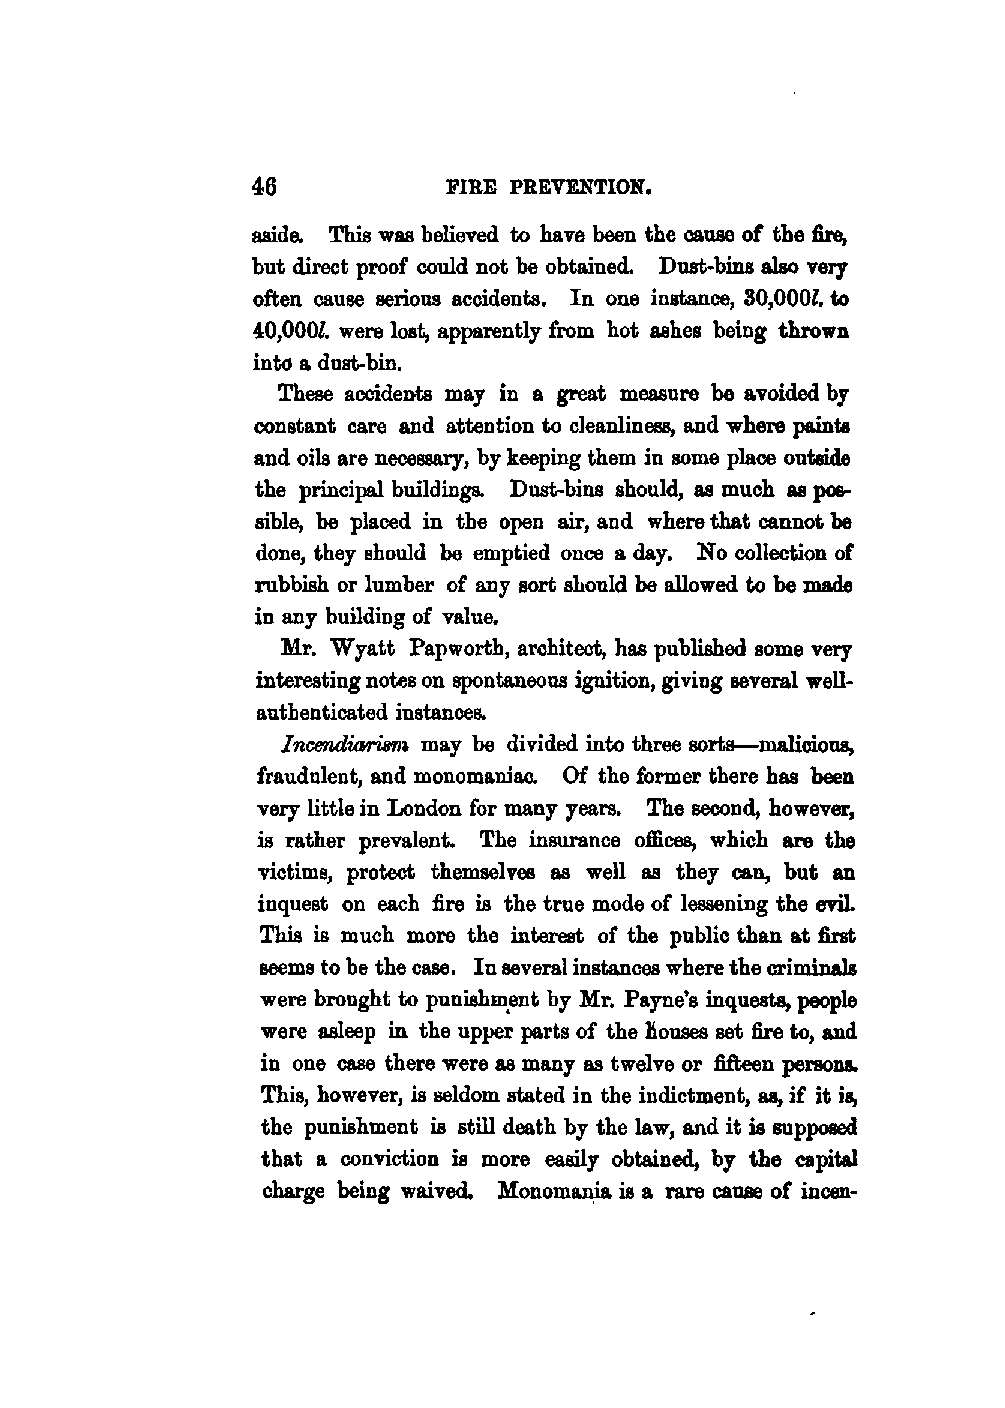 46 FIRE PREVENTION.
aside. This was believed to have been the cause of the fire,
but direct proof could not be obtained. Dust-bins also very
often cause serious accidents. In one instance, 30,000l. to
40,000l. were lost, apparently from hot ashes being thrown
into a dust-bin.
These accidents may in a great measure be avoided by
constant care and attention to cleanliness, and where paints
and oils are necessary, by keeping them in some place outside
the principal buildings. Dust-bins should, as much as pos-
sible, be placed in the open air, and where that cannot be
done, they should be emptied once a day. No collection of
rubbish or lumber of any sort should be allowed to be made
in any building of value.
Mr. Wyatt Papworth, architect, has published some very
interesting notes on spontaneous ignition, giving several well-
authenticated instances.
Incendiarism may be divided into three sorts—malicious,
fraudulent, and monomaniac. Of the former there has been
very little in London for many years. The second, however,
is rather prevalent. The insurance offices, which are the
victims, protect themselves as well as they can, but an
inquest on each fire is the true mode of lessening the evil.
This is much more the interest of the public than at first
seems to be the case. In several instances where the criminals
were brought to punishment by Mr. Payne's inquests, people
were asleep in the upper parts of the houses set fire to, and
in one case there were as many as twelve or fifteen persons.
This, however, is seldom stated in the indictment, as, if it is,
the punishment is still death by the law, and it is supposed
that a conviction is more easily obtained, by the capital
charge being waived. Monomania is a rare cause of incen-